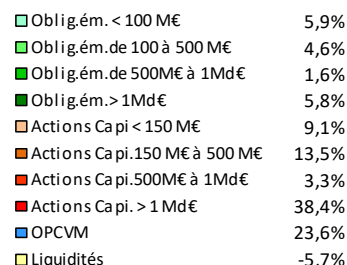 Oblig.ém. < 100 M€ 5,9%
Oblig.ém.de 100 à 500 M€ 4,6%
Oblig.ém.de 500M€ à 1Md€ 1,6%
Oblig.ém.> 1Md€ 5,8%
Actions Capi < 150 M€ 9,1%
Actions Capi.150 M€ à 500 M€ 13,5%
Actions Capi.500M€ à 1Md€ 3,3%
Actions Capi. > 1 Md€ 38,4%
OPCVM 23,6%
Liquidités -5,7%